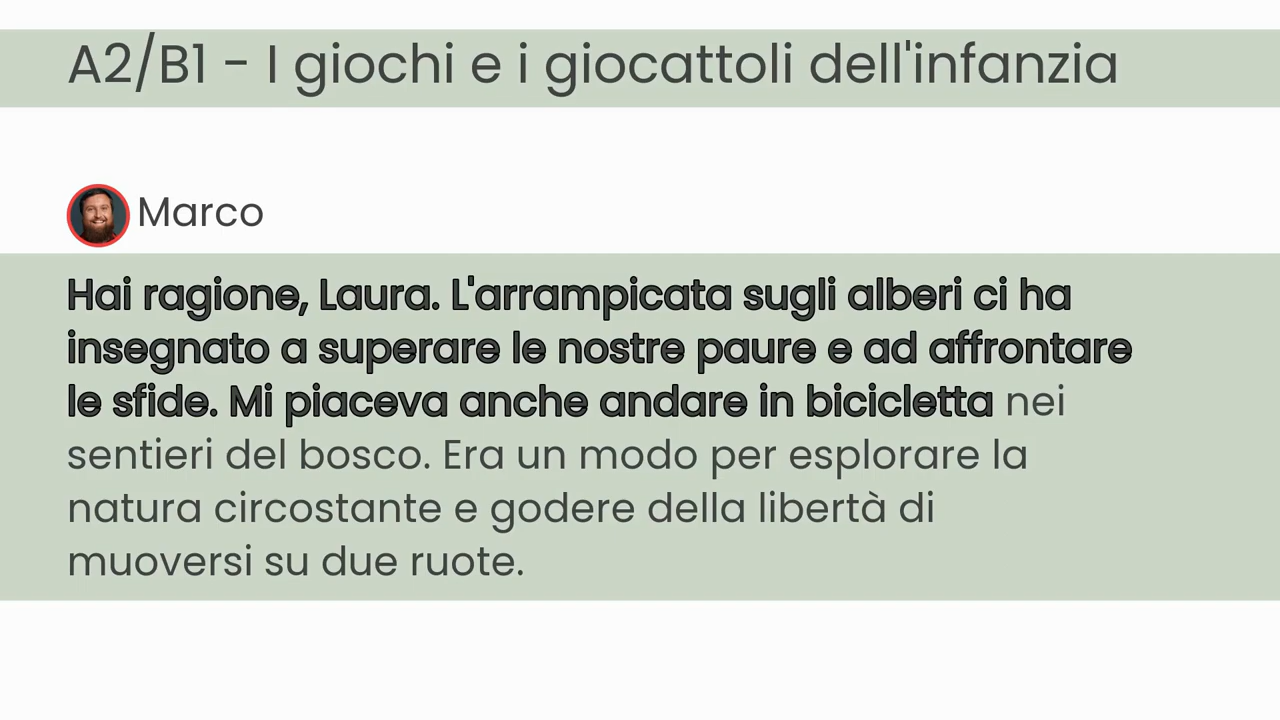 A2/B1 - I giochi e i giocattoli dell'infanzia
Marco
Hai ragione, Laura. L'arrampicata sugli alberi ci ha
insegnato a superare le nostre paure e ad affrontare
le sfide. Mi piaceva anche andare in bicicletta nei
sentieri del bosco. Era un modo per esplorare la
natura circostante e godere della libertà di
muoversi su due ruote.